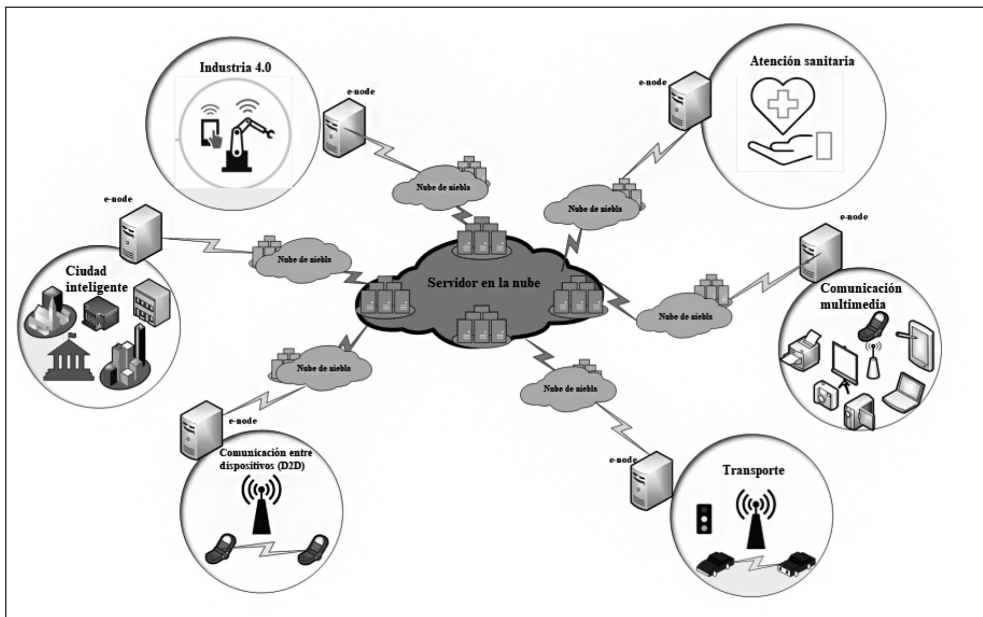 Industria 4.0
e-node
Nube de niebla
Atención sanitaria
e-node
Nube de niebla
e-node
Ciudad
inteligente
Nube de niebla
Servidor en la nube
e-node
Comunicación
multimedia
Nube de niebla
Nube de niebla
e-node
Comunicación entre
dispositivos (D2D)
Nube de niebla
e-node
Transporte